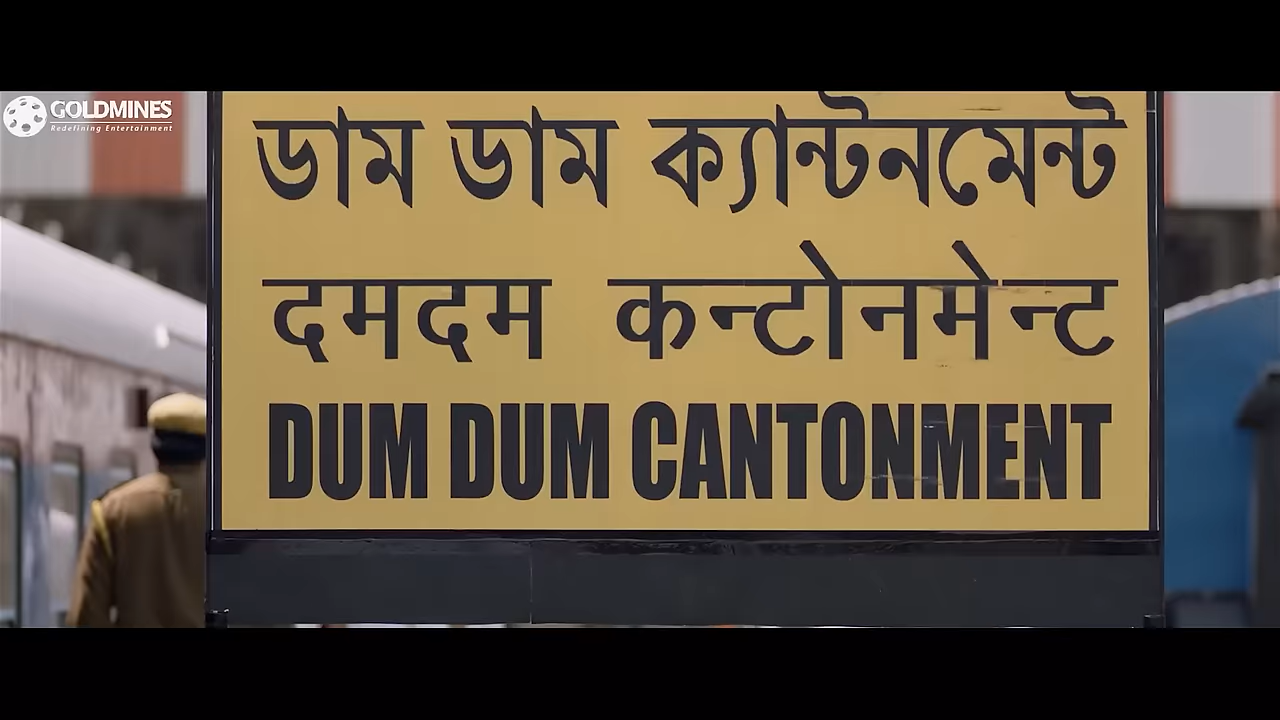 GOLDMINES
Redefining Entertainment
ডাম ডাম ক্যান্টনমেন্ট
दमदम कन्टोनमेन्ट
DUM DUM CANTONMENT